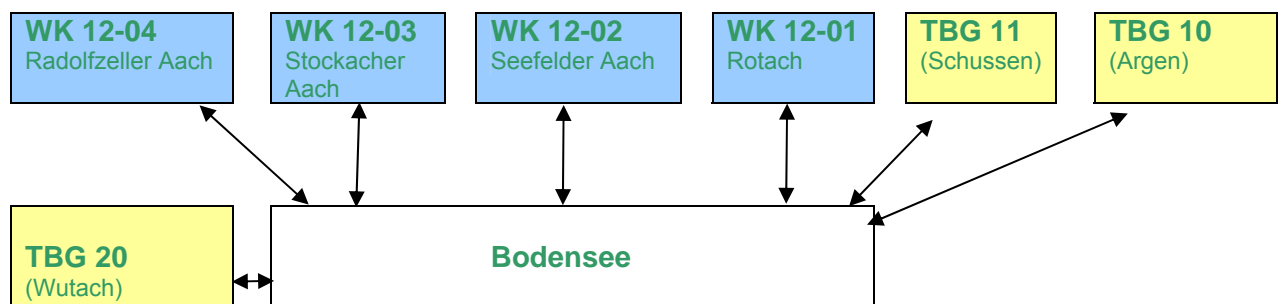 WK 12-04
Radolfzeller Aach
WK 12-03
Stockacher
Aach
WK 12-02
Seefelder Aach
WK 12-01
Rotach
TBG 11
(Schussen)
TBG 10
(Argen)
TBG 20
(Wutach)
Bodensee